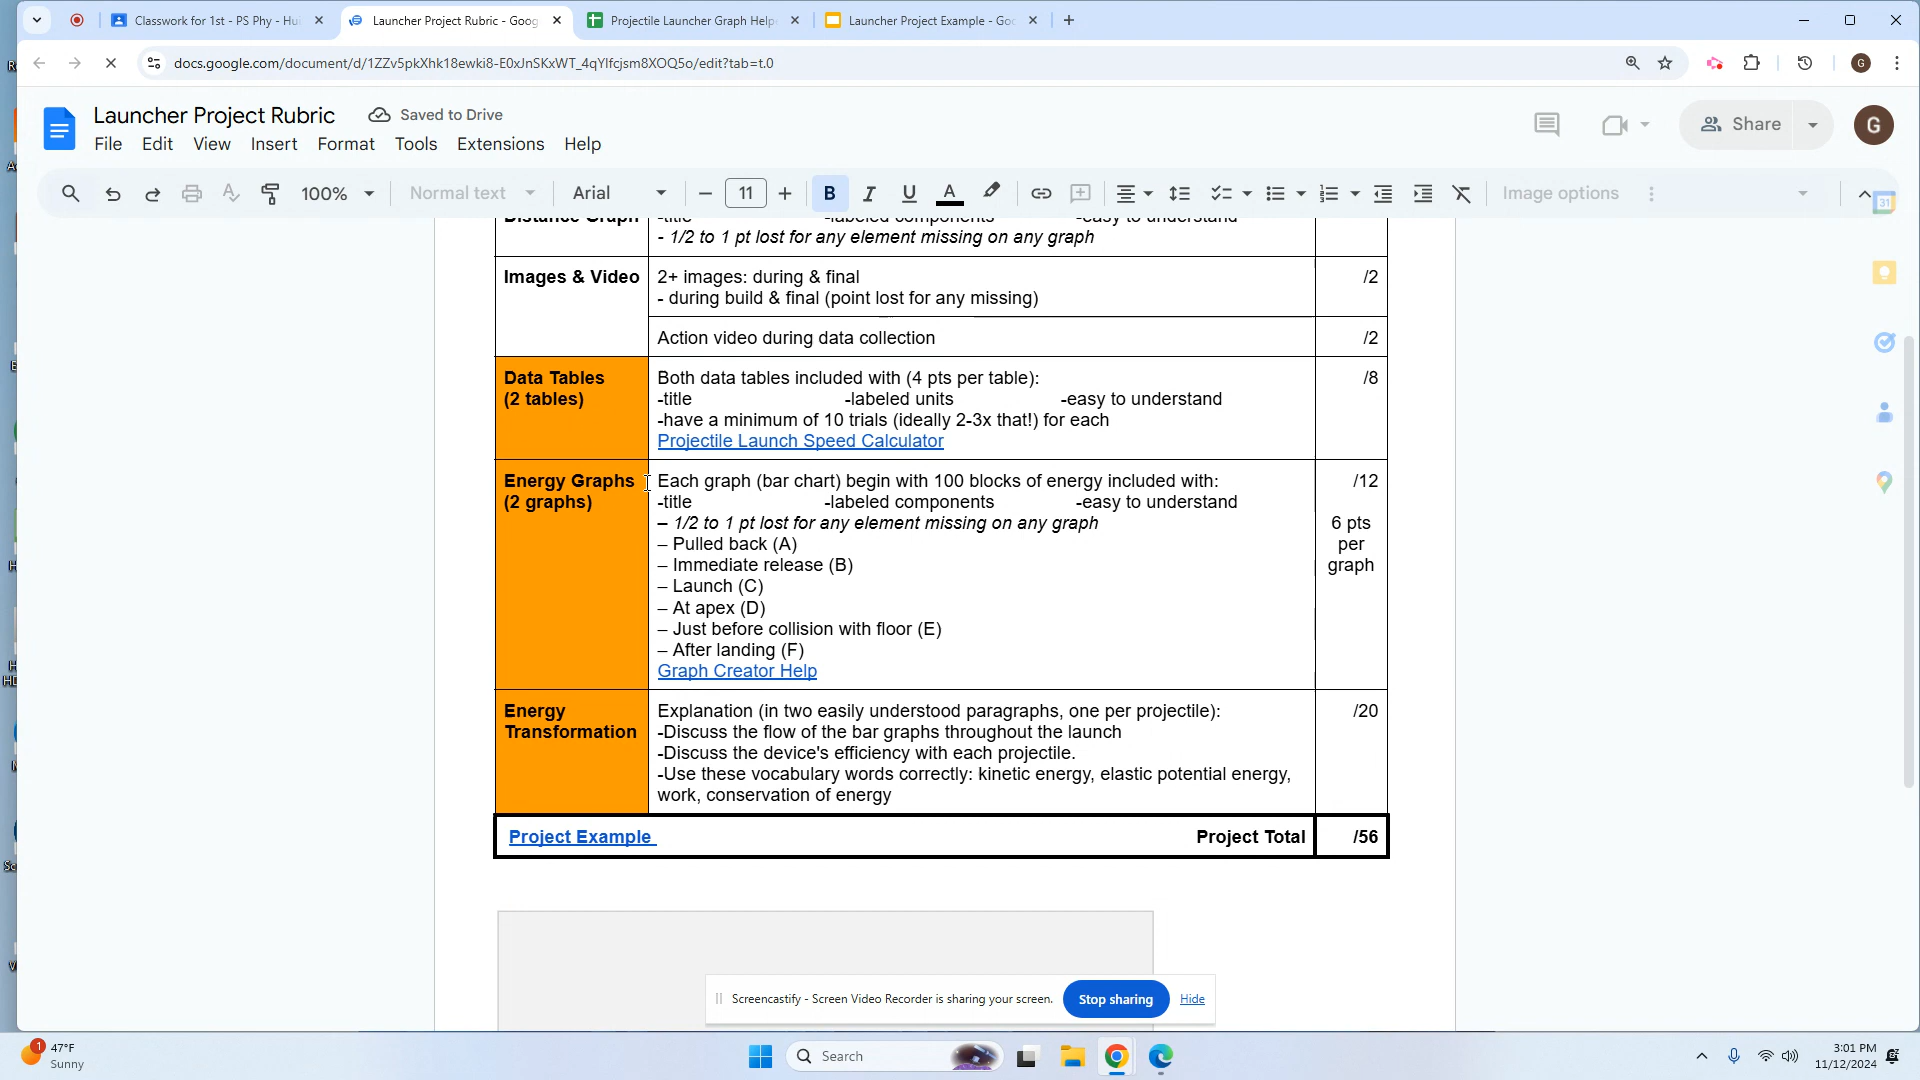 Classwork for 1st - PS Phy - Hu
Launcher Project Rubric - Goog
Projectile Launcher Graph Helpe
Launcher Project Example - Goo
docs.google.com/document/d/1ZZv5pkXhk18ewki8-E0xJnSKxWT_4qYlfcjsm8XOQ5o/edit?tab=t.0
G
Launcher Project Rubric
Saved to Drive
File Edit View Insert Format Tools Extensions Help
Share
G
100%
Normal text
Arial
11
B I U A
Image options
31
Distance Graph
-title -labeled components -easy to understand
- 1/2 to 1 pt lost for any element missing on any graph
Images & Video
2+ images: during & final
- during build & final (point lost for any missing)
/2
Action video during data collection
/2
Data Tables
(2 tables)
Both data tables included with (4 pts per table):
-title -labeled units -easy to understand
-have a minimum of 10 trials (ideally 2-3x that!) for each
Projectile Launch Speed Calculator
/8
Energy Graphs
(2 graphs)
Each graph (bar chart) begin with 100 blocks of energy included with:
-title -labeled components -easy to understand
– 1/2 to 1 pt lost for any element missing on any graph
– Pulled back (A)
– Immediate release (B)
– Launch (C)
– At apex (D)
– Just before collision with floor (E)
– After landing (F)
Graph Creator Help
/12
6 pts
per
graph
Energy
Transformation
Explanation (in two easily understood paragraphs, one per projectile):
-Discuss the flow of the bar graphs throughout the launch
-Discuss the device's efficiency with each projectile.
-Use these vocabulary words correctly: kinetic energy, elastic potential energy,
work, conservation of energy
/20
Project Example
Project Total
/56
Screencastify - Screen Video Recorder is sharing your screen.
Stop sharing
Hide
1
47°F
Sunny
Search
3:01 PM
11/12/2024